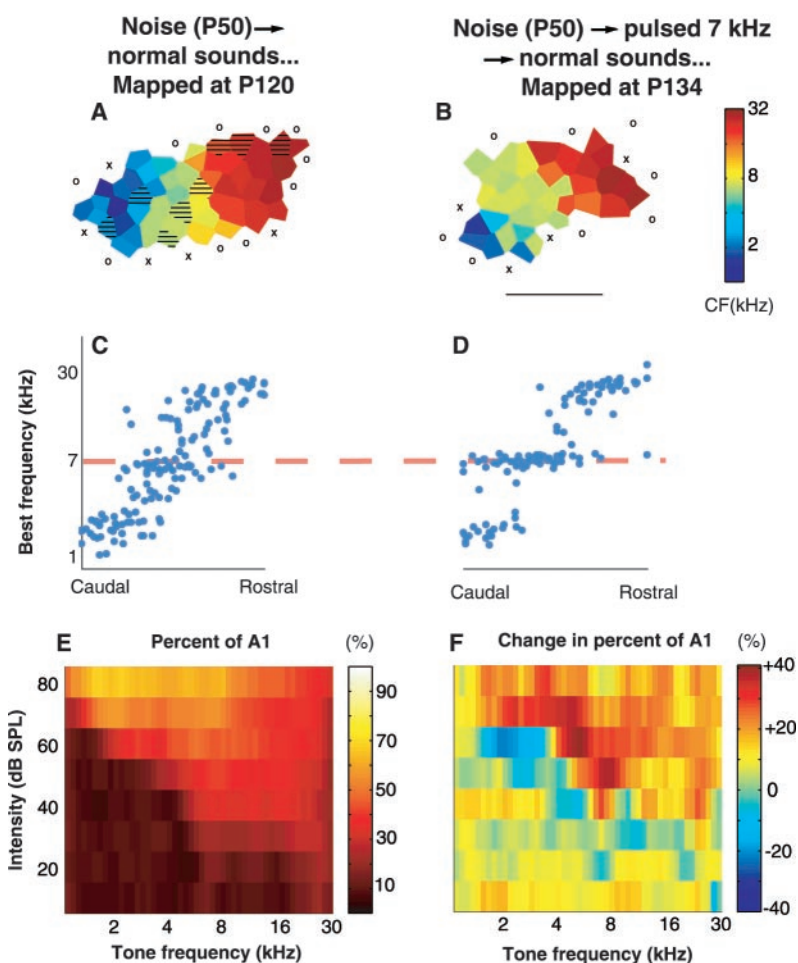 Noise (P50) →
normal sounds...
Mapped at P120
Noise (P50) → pulsed 7 kHz
→ normal sounds...
Mapped at P134
A
o o o o
x o
o
o
x o
x o
B
o
o
x
o
x
o
o
x
32
8
2
CF(kHz)
C
30
7
1
Best frequency (kHz)
Caudal Rostral
D
Caudal Rostral
E Percent of A1 (%)
80
60
40
20
Intensity (dB SPL)
90
70
50
30
10
2 4 8 16 30
Tone frequency (kHz)
F Change in percent of A1 (%)
+40
+20
0
-20
-40
2 4 8 16 30
Tone frequency (kHz)